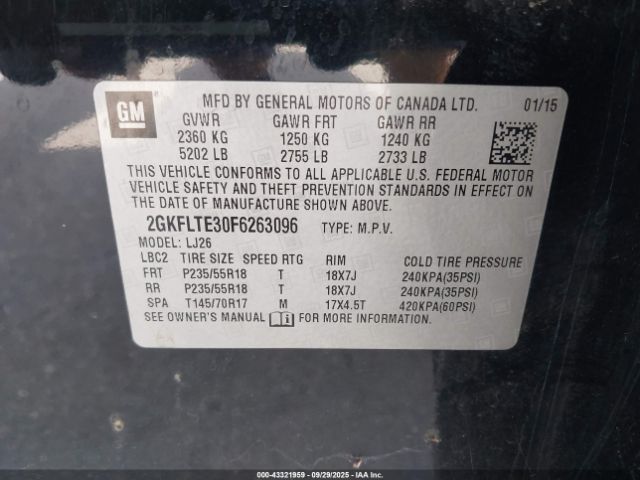 GM
MFD BY GENERAL MOTORS OF CANADA LTD. 01/15
GVWR GAWR FRT GAWR RR
2360 KG 1250 KG 1240 KG
5202 LB 2755 LB 2733 LB
THIS VEHICLE CONFORMS TO ALL APPLICABLE U.S. FEDERAL MOTOR
VEHICLE SAFETY AND THEFT PREVENTION STANDARDS IN EFFECT ON
THE DATE OF MANUFACTURE SHOWN ABOVE.
2GKFLTE30F6263096 TYPE: M.P.V.
MODEL: LJ26
LBC2 TIRE SIZE SPEED RTG RIM COLD TIRE PRESSURE
FRT P235/55R18 T 18X7J 240KPA(35PSI)
RR P235/55R18 T 18X7J 240KPA(35PSI)
SPA T145/70R17 M 17X4.5T 420KPA(60PSI)
SEE OWNER'S MANUAL i FOR MORE INFORMATION.
000-43321959 09/29/2025 IAA